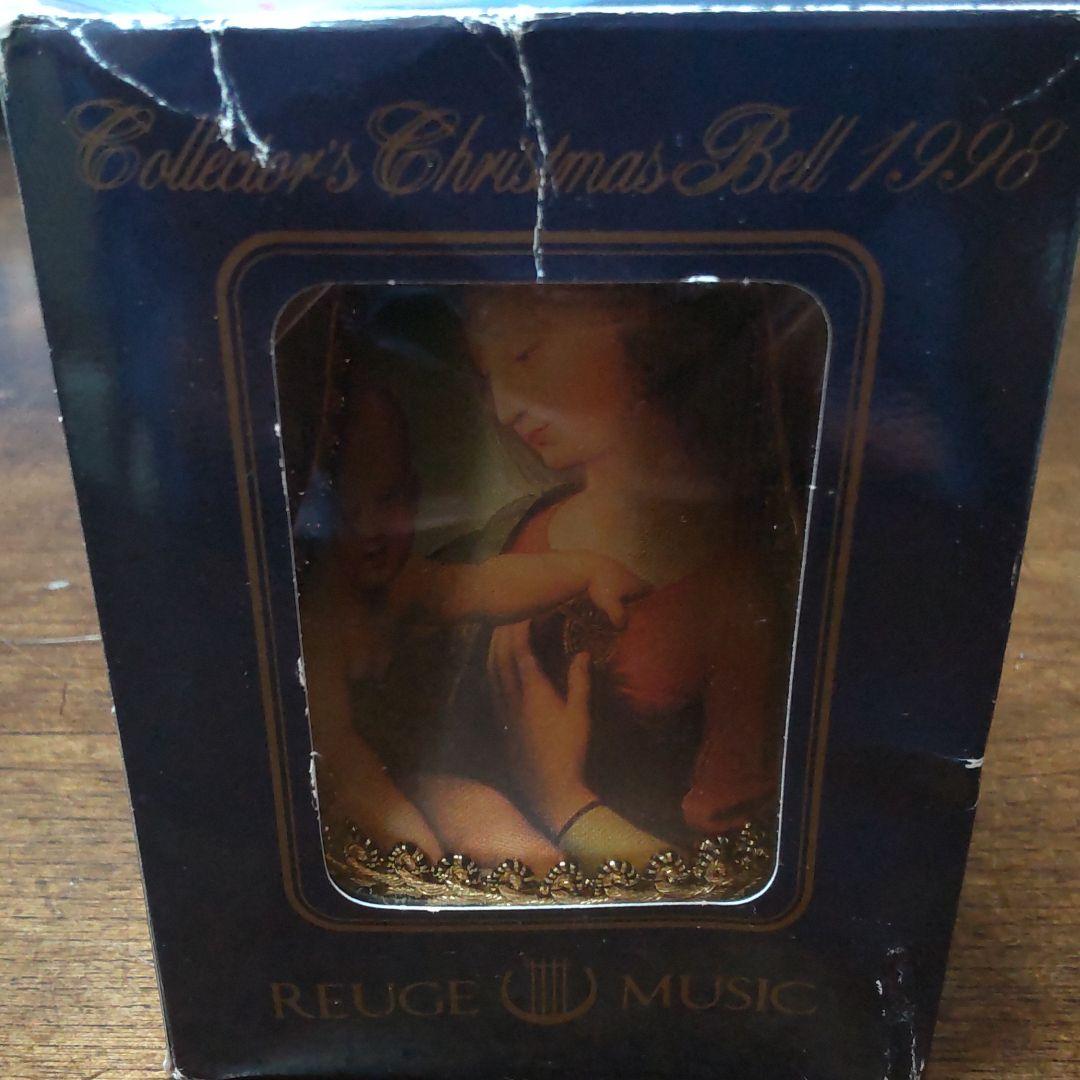 Collector's Christmas Bell 1998
REUGE MUSIC